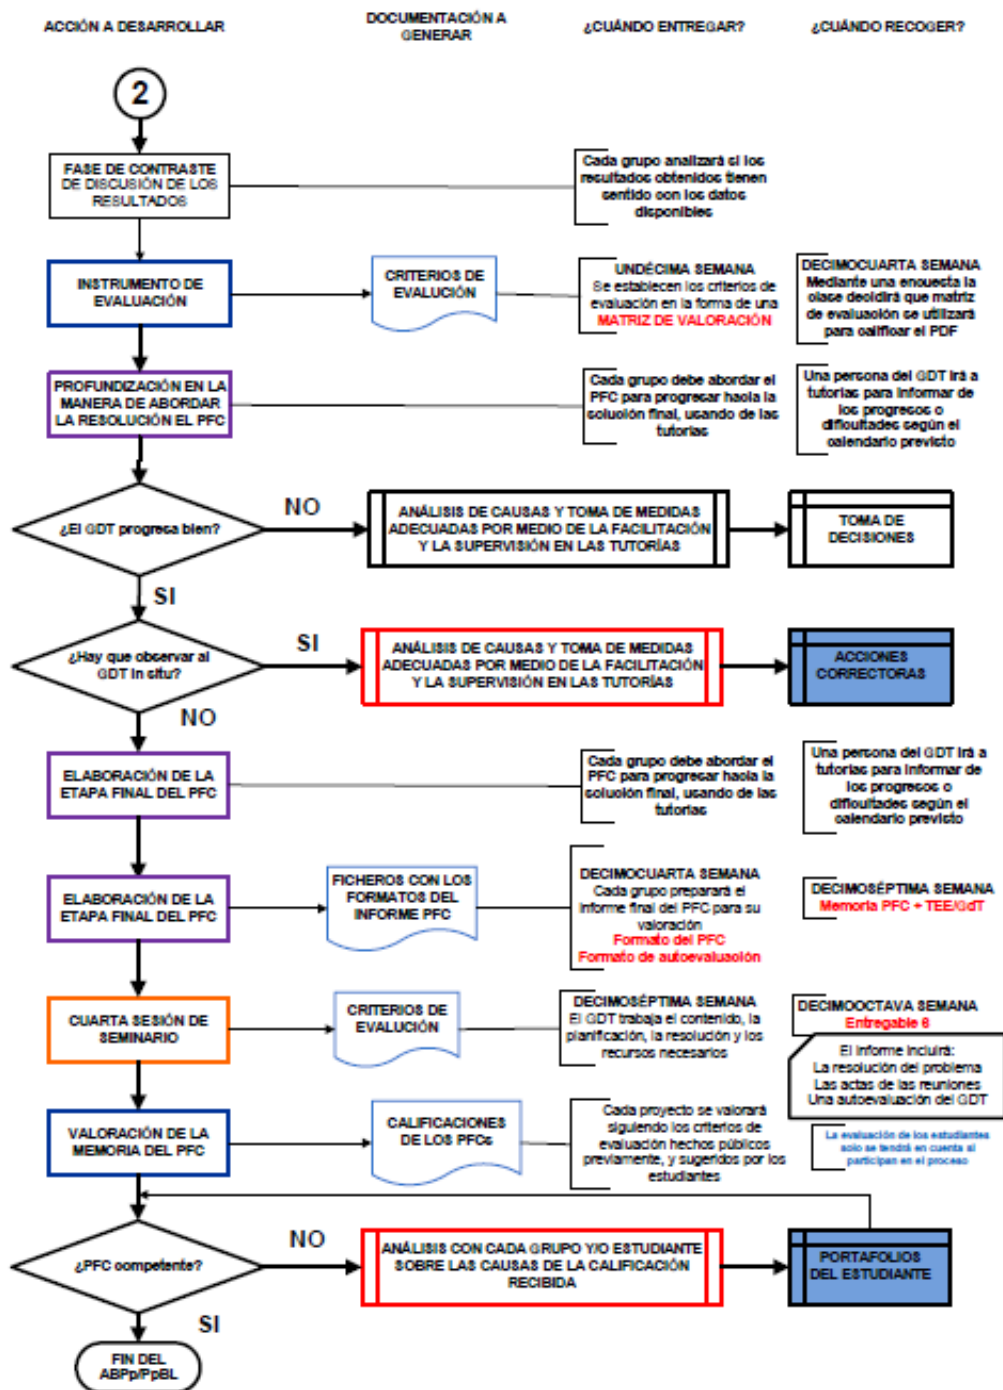 ACCIÓN A DESARROLLAR
DOCUMENTACIÓN A
GENERAR
¿CUÁNDO ENTREGAR?
¿CUÁNDO RECOGER?
2
FASE DE CONTRASTE
DE DISCUSIÓN DE LOS
RESULTADOS
Cada grupo analizará si los
resultados obtenidos tienen
sentido con los datos
disponibles
INSTRUMENTO DE
EVALUACIÓN
CRITERIOS DE
EVALUCIÓN
UNDÉCIMA SEMANA
Se establecen los criterios de
evaluación en la forma de una
MATRIZ DE VALORACIÓN
DECIMOCUARTA SEMANA
Mediante una encuesta la
clase decidirá que matriz
de evaluación se utilizará
para calificar el PDF
PROFUNDIZACIÓN EN LA
MANERA DE ABORDAR
LA RESOLUCIÓN EL PFC
Cada grupo debe abordar el
PFC para progresar hacia la
solución final, usando de las
tutorías
Una persona del GDT irá a
tutorías para informar de
los progresos o
dificultades según el
calendario previsto
¿El GDT progresa bien?
NO
ANÁLISIS DE CAUSAS Y TOMA DE MEDIDAS
ADECUADAS POR MEDIO DE LA FACILITACIÓN
Y LA SUPERVISIÓN EN LAS TUTORÍAS
TOMA DE
DECISIONES
SI
¿Hay que observar al
GDT in situ?
SI
ANÁLISIS DE CAUSAS Y TOMA DE MEDIDAS
ADECUADAS POR MEDIO DE LA FACILITACIÓN
Y LA SUPERVISIÓN EN LAS TUTORÍAS
ACCIONES
CORRECTORAS
NO
ELABORACIÓN DE LA
ETAPA FINAL DEL PFC
Cada grupo debe abordar el
PFC para progresar hacia la
solución final, usando de las
tutorías
Una persona del GDT irá a
tutorías para informar de
los progresos o
dificultades según el
calendario previsto
ELABORACIÓN DE LA
ETAPA FINAL DEL PFC
FICHEROS CON LOS
FORMATOS DEL
INFORME PFC
DECIMOCUARTA SEMANA
Cada grupo preparará el
informe final del PFC para su
valoración
Formato del PFC
Formato de autoevaluación
DECIMOSÉPTIMA SEMANA
Memoria PFC + TEE/GdT
CUARTA SESIÓN DE
SEMINARIO
CRITERIOS DE
EVALUCIÓN
DECIMOSÉPTIMA SEMANA
El GDT trabaja el contenido, la
planificación, la resolución y los
recursos necesarios
DECIMOOCTAVA SEMANA
Entregable 6
El informe incluirá:
La resolución del problema
Las actas de las reuniones
Una autoevaluación del GDT
VALORACIÓN DE LA
MEMORIA DEL PFC
CALIFICACIONES
DE LOS PFCs
Cada proyecto se valorará
siguiendo los criterios de
evaluación hechos públicos
previamente, y sugeridos por los
estudiantes
La evaluación de los estudiantes
solo se tendrá en cuenta si
participan en el proceso
¿PFC competente?
NO
ANÁLISIS CON CADA GRUPO Y/O ESTUDIANTE
SOBRE LAS CAUSAS DE LA CALIFICACIÓN
RECIBIDA
PORTAFOLIOS
DEL ESTUDIANTE
SI
FIN DEL
ABPp/PpBL